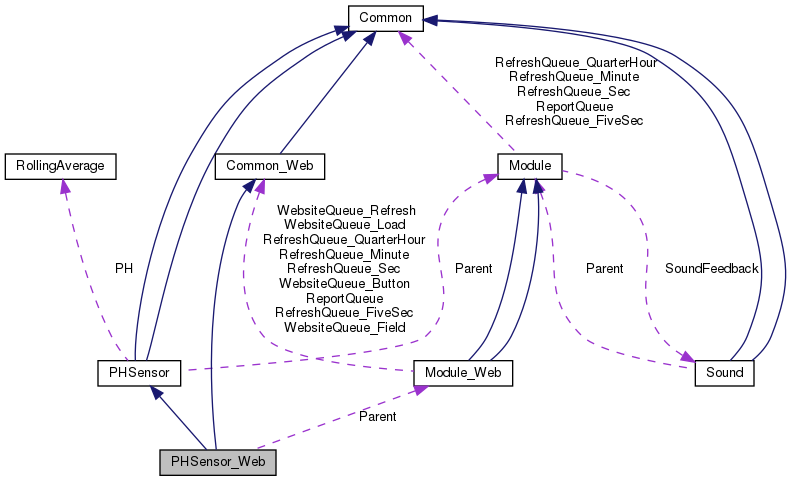 Common
RefreshQueue_QuarterHour
RefreshQueue_Minute
RefreshQueue_Sec
ReportQueue
RefreshQueue_FiveSec
RollingAverage
Common_Web
Module
WebsiteQueue_Refresh
WebsiteQueue_Load
RefreshQueue_QuarterHour
RefreshQueue_Minute
RefreshQueue_Sec
WebsiteQueue_Button
ReportQueue
RefreshQueue_FiveSec
WebsiteQueue_Field
PH
Parent
Parent
SoundFeedback
PHSensor
Module_Web
Sound
Parent
PHSensor_Web